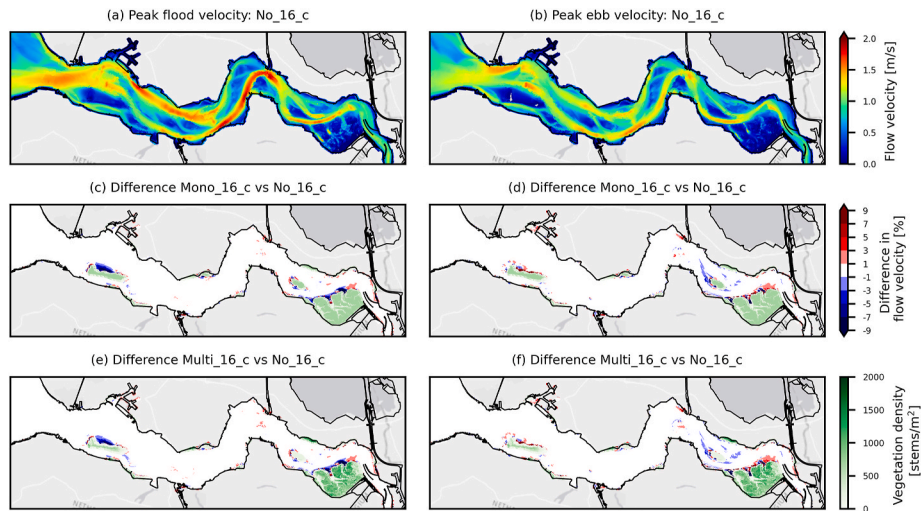 (a) Peak flood velocity: No_16_c
(b) Peak ebb velocity: No_16_c
2.0
1.5
1.0
0.5
0.0
Flow velocity [m/s]
(c) Difference Mono_16_c vs No_16_c
(d) Difference Mono_16_c vs No_16_c
9
7
5
3
1
-1
-3
-5
-7
-9
Difference in
flow velocity [%]
(e) Difference Multi_16_c vs No_16_c
(f) Difference Multi_16_c vs No_16_c
2000
1500
1000
500
0
Vegetation density
[stems/m²]